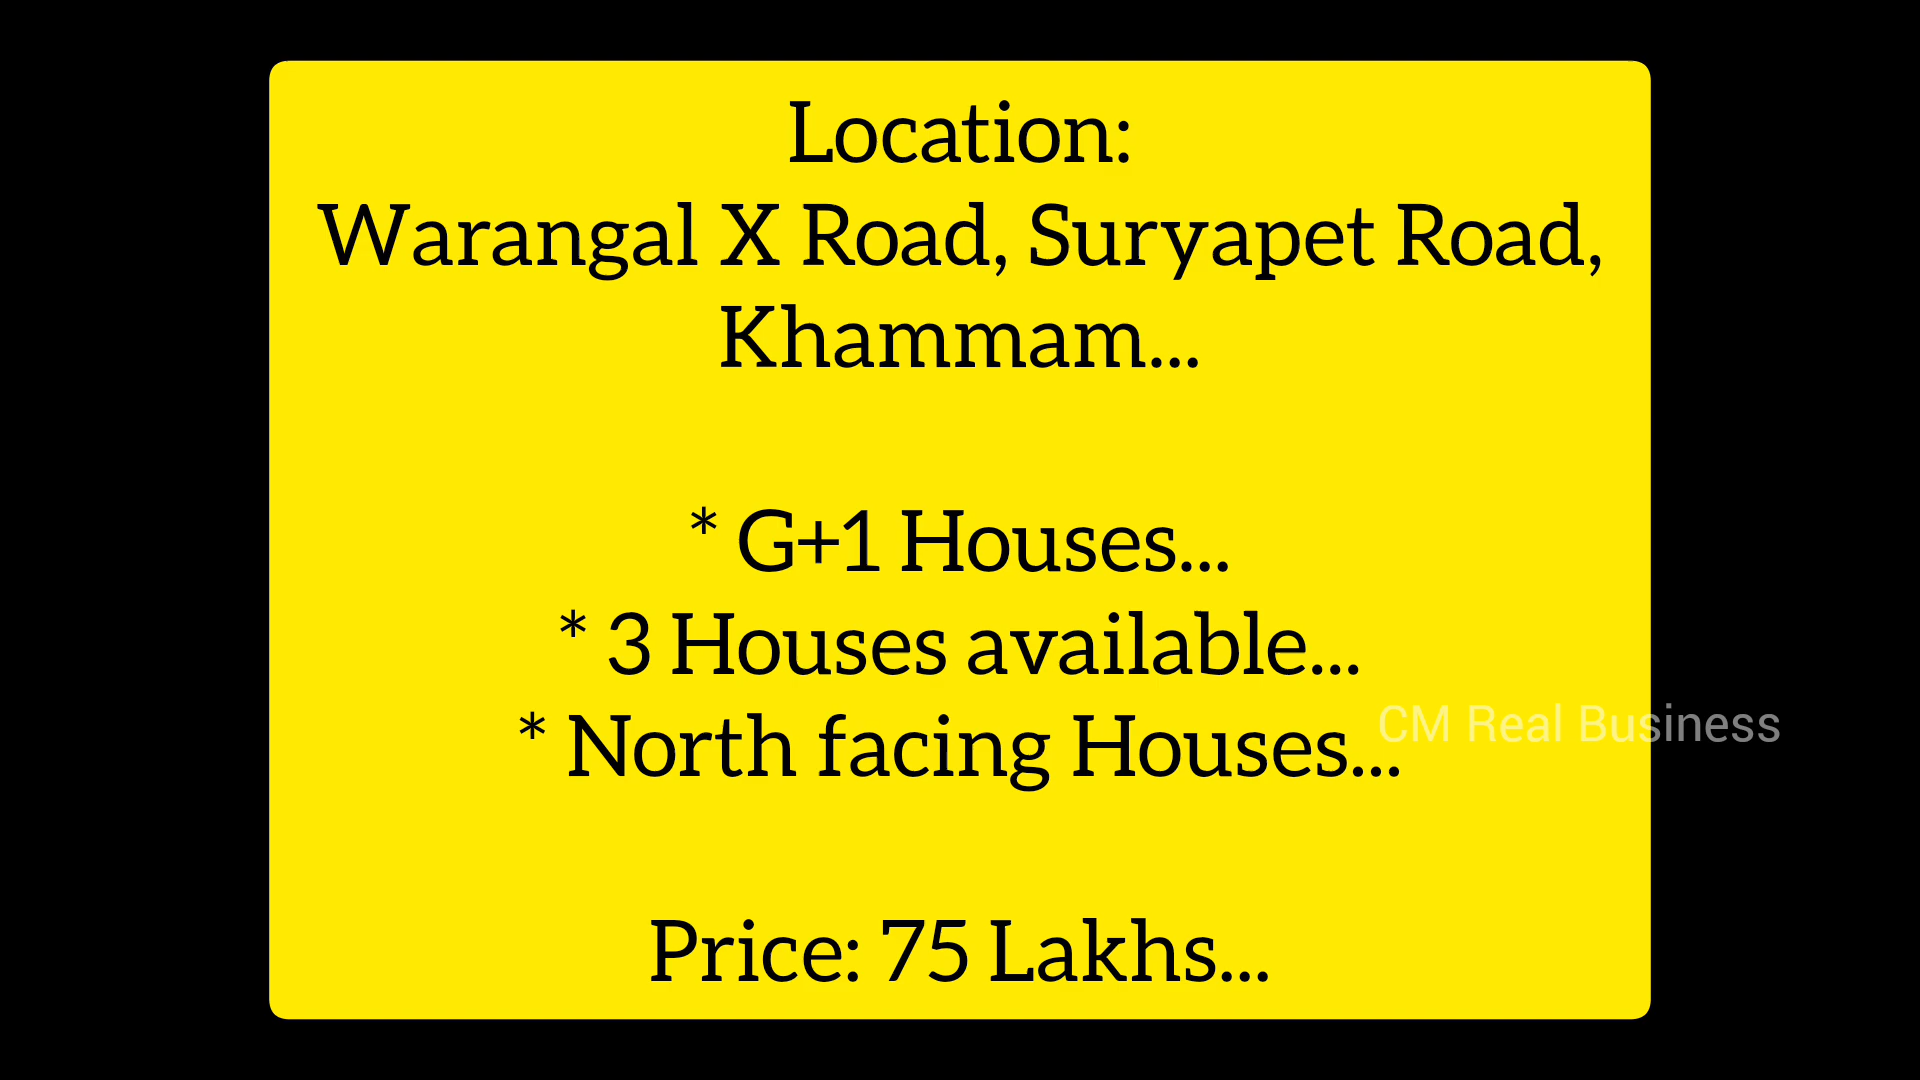 Location:
Warangal X Road, Suryapet Road,
Khammam...
* G+1 Houses...
* 3 Houses available...
* North facing Houses...
CM Real Business
Price: 75 Lakhs...